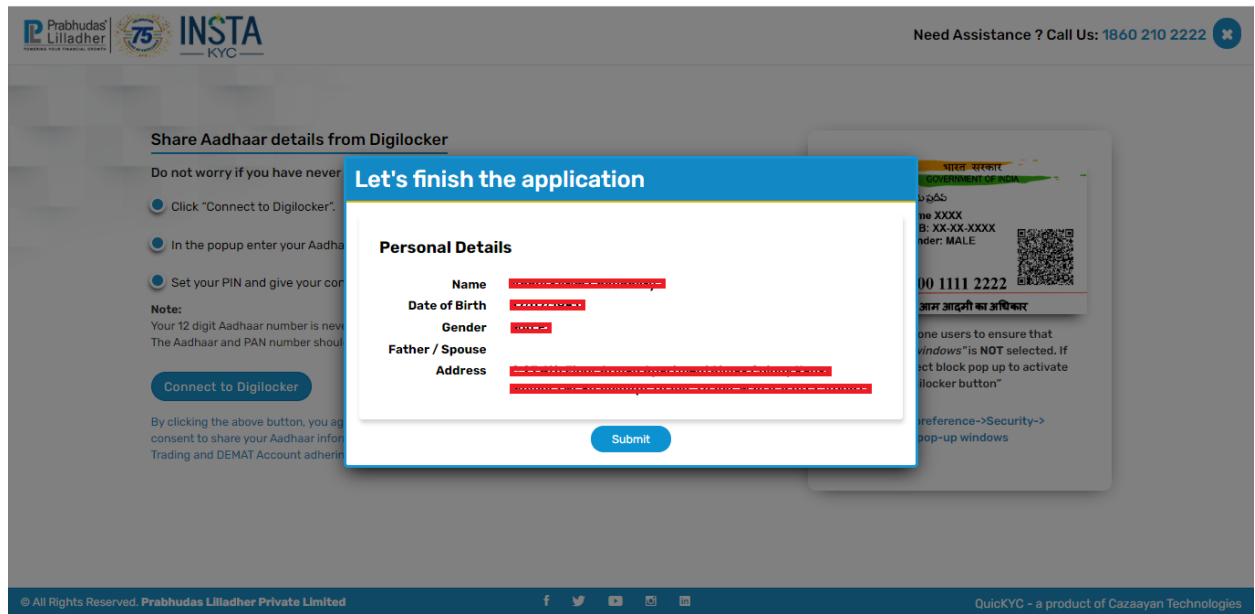 Prabhudas
Lilladher
POWERING YOUR FINANCIAL GROWTH
75
INSTA
KYC
Need Assistance ? Call Us: 1860 210 2222
Share Aadhaar details from Digilocker
Do not worry if you have never
Click "Connect to Digilocker".
In the popup enter your Aadha
Set your PIN and give your con
Note:
Your 12 digit Aadhaar number is neve
The Aadhaar and PAN number shoul
Connect to Digilocker
By clicking the above button, you ag
consent to share your Aadhaar infor
Trading and DEMAT Account adherin
Let's finish the application
Personal Details
Name
Date of Birth
Gender
Father / Spouse
Address
Submit
भारत सरकार
GOVERNMENT OF INDIA
me XXXX
B: XX-XX-XXXX
nder: MALE
00 1111 2222
आम आदमी का अधिकार
one users to ensure that
windows" is NOT selected. If
ect block pop up to activate
ilocker button"
reference->Security->
pop-up windows
© All Rights Reserved. Prabhudas Lilladher Private Limited
QuicKYC - a product of Cazaayan Technologies